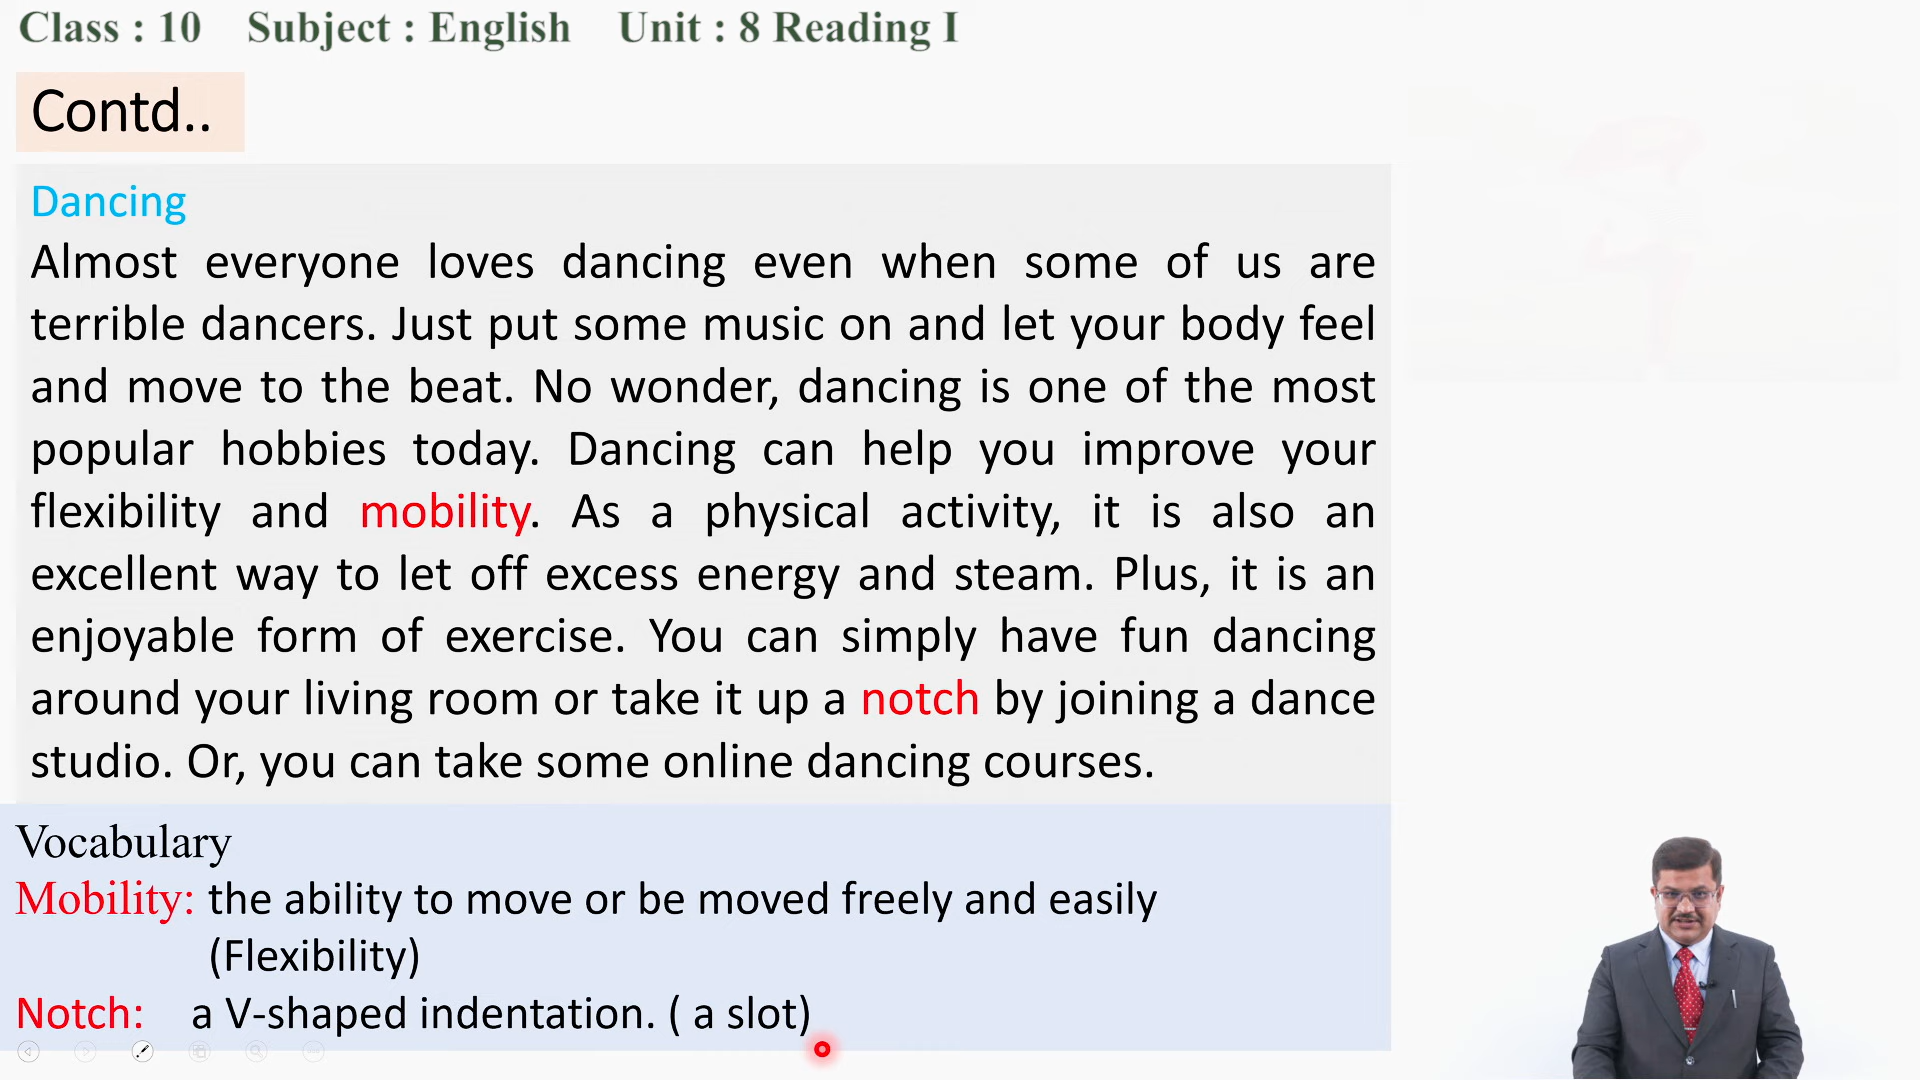 Class : 10 Subject : English Unit : 8 Reading I
Contd..
Dancing
Almost everyone loves dancing even when some of us are
terrible dancers. Just put some music on and let your body feel
and move to the beat. No wonder, dancing is one of the most
popular hobbies today. Dancing can help you improve your
flexibility and mobility. As a physical activity, it is also an
excellent way to let off excess energy and steam. Plus, it is an
enjoyable form of exercise. You can simply have fun dancing
around your living room or take it up a notch by joining a dance
studio. Or, you can take some online dancing courses.
Vocabulary
Mobility: the ability to move or be moved freely and easily
(Flexibility)
Notch: a V-shaped indentation. ( a slot)